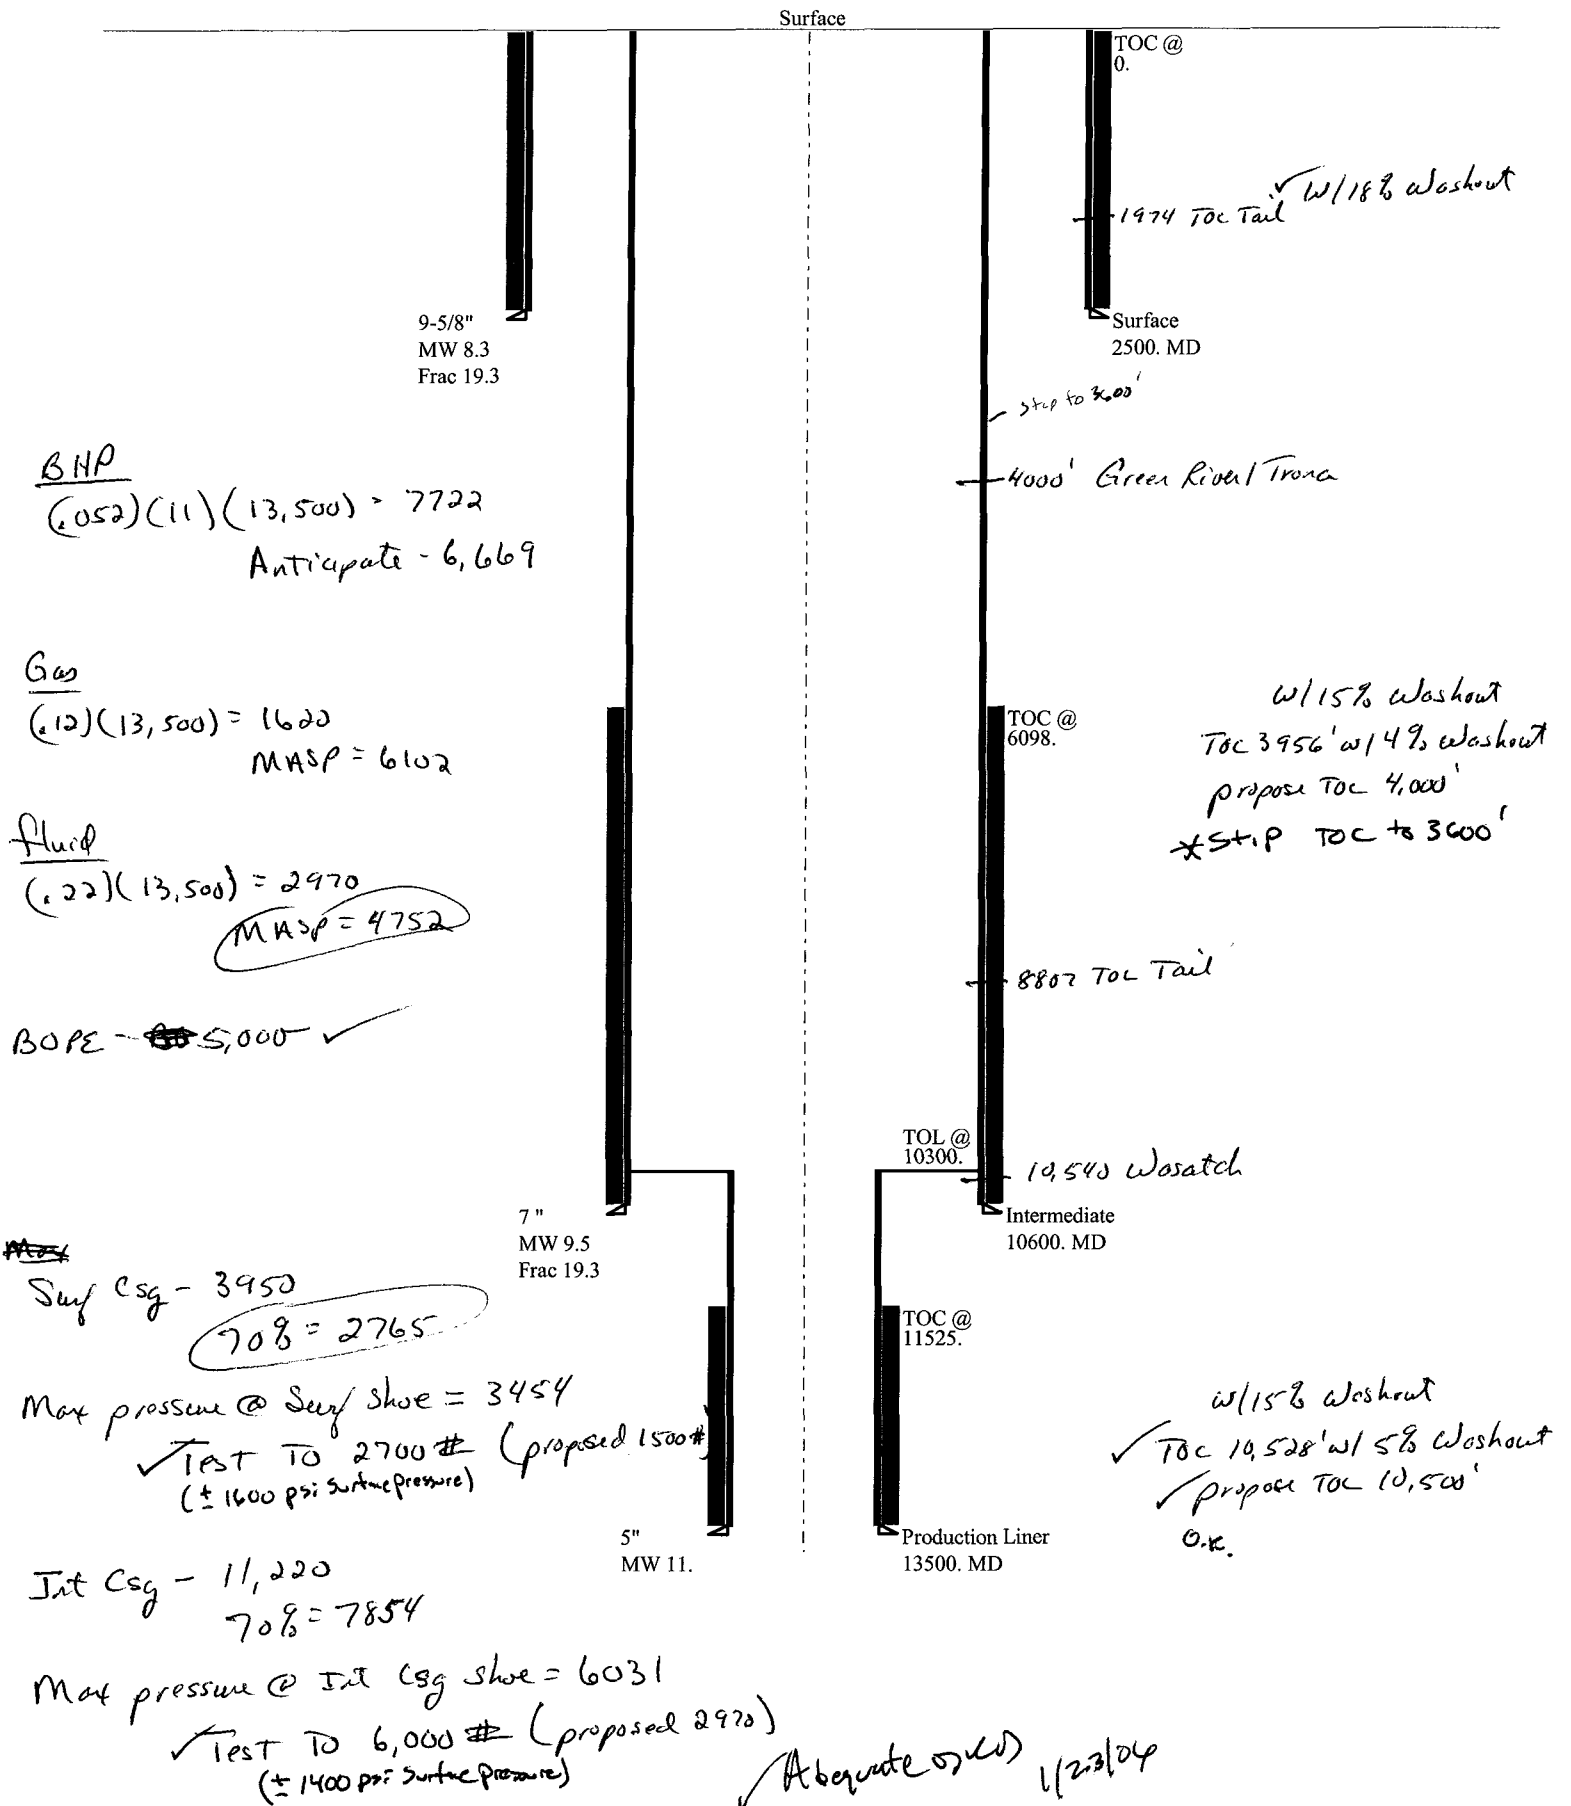 Surface
TOC @
0.
✓ W/18% Washout
1974 TOC Tail
9-5/8"
MW 8.3
Frac 19.3
Surface
2500. MD
Stip to 3600'
4000' Green River/Trona
BHP
(.052)(11)(13,500) = 7722
Anticipate - 6,669
Gas
(.12)(13,500) = 1620
MASP = 6102
fluid
(.22)(13,500) = 2970
MASP = 4752
BOPE - 5,000 ✓
TOC @
6098.
w/15% Washout
TOC 3956' w/4% Washout
propose TOC 4,000'
*Stip TOC to 3600'
8807 TOC Tail
TOL @
10300.
10,540 Wasatch
7 "
MW 9.5
Frac 19.3
Intermediate
10600. MD
Surf Csg - 3950
70% = 2765
Max pressure @ Surf Shoe = 3454
✓Test To 2700 # (proposed 1500#)
(± 1600 psi Surface pressure)
TOC @
11525.
w/15% Washout
✓ TOC 10,528' w/ 5% Washout
✓ propose TOC 10,500'
O.K.
5"
MW 11.
Production Liner
13500. MD
Int Csg - 11,220
70% = 7854
Max pressure @ Int Csg Shoe = 6031
✓Test To 6,000 # (proposed 2970)
(± 1400 psi Surface pressure)
✓ Adequate 1/23/04